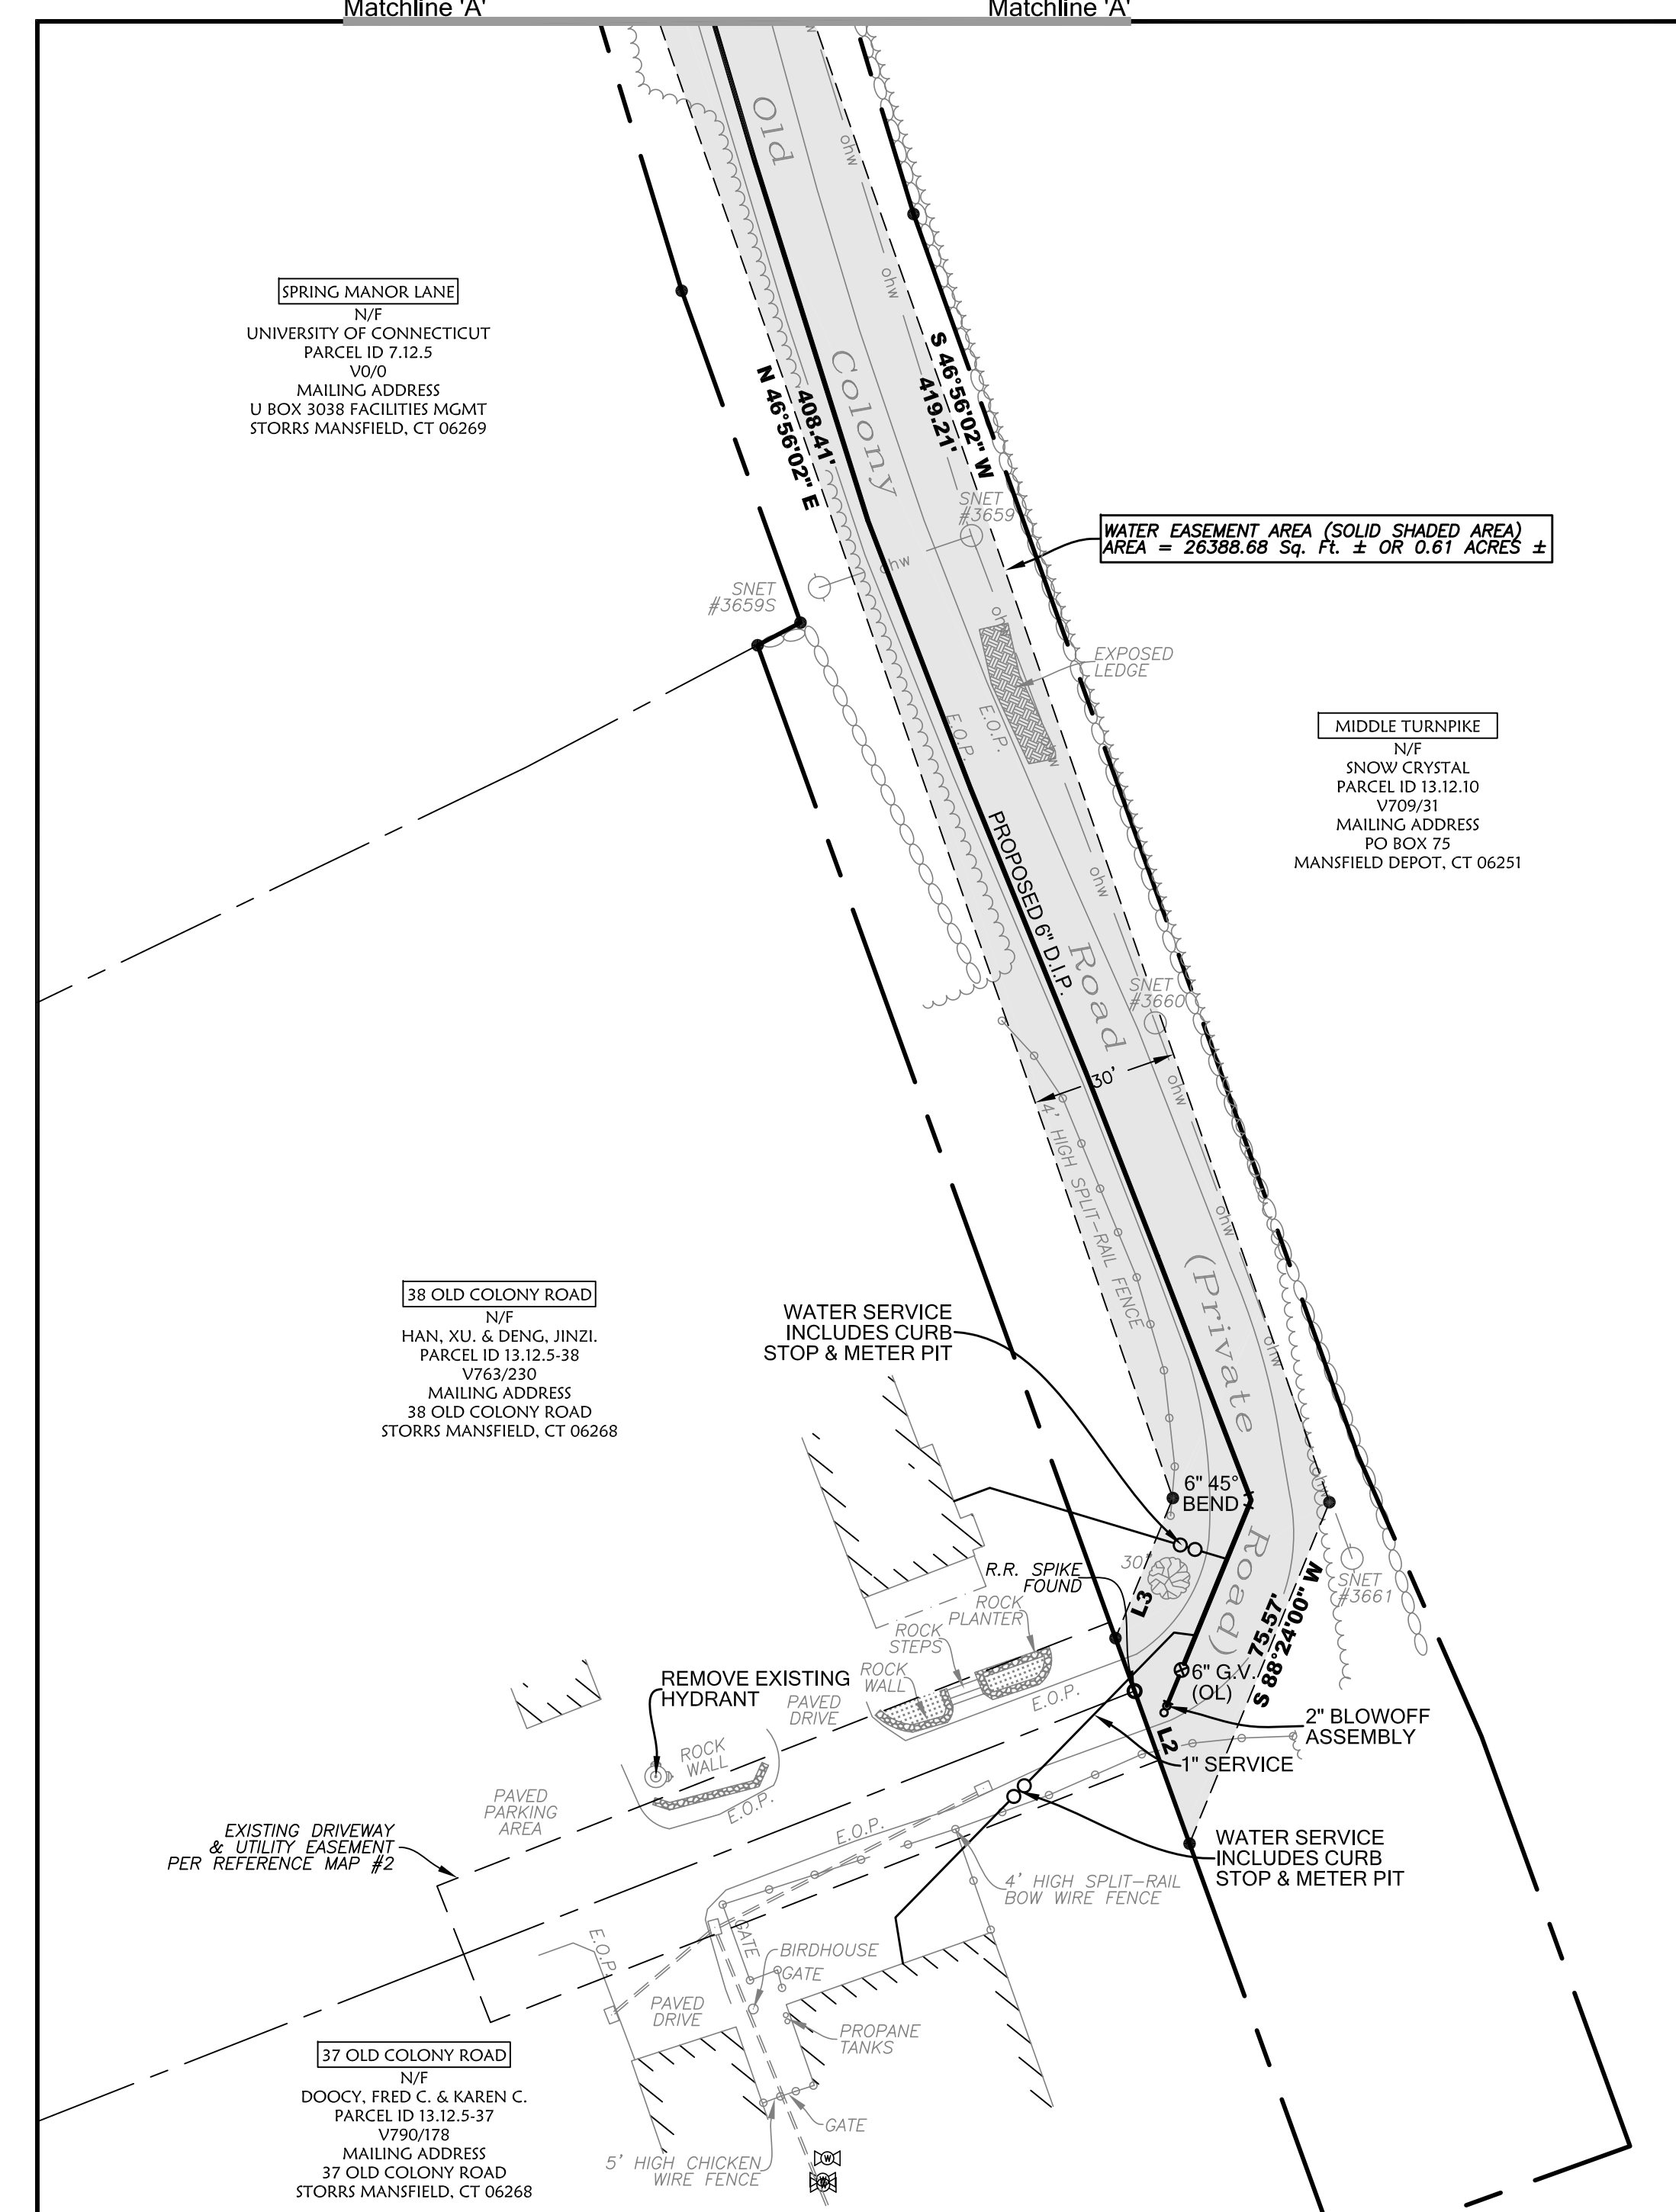 Matchline 'A'
Matchline 'A'
Old
Colony
Road
(Private
Road)
ohw
ohw
ohw
ohw
ohw
ohw
ohw
ohw
ohw
ohw
SPRING MANOR LANE
N/F
UNIVERSITY OF CONNECTICUT
PARCEL ID 7.12.5
V0/0
MAILING ADDRESS
U BOX 3038 FACILITIES MGMT
STORRS MANSFIELD, CT 06269
N 46°56'02" E
408.41'
S 46°56'02" W
419.21'
SNET
#3659
WATER EASEMENT AREA (SOLID SHADED AREA)
AREA = 26388.68 Sq. Ft. ± OR 0.61 ACRES ±
SNET
#3659S
EXPOSED
LEDGE
E.O.P.
E.O.P.
MIDDLE TURNPIKE
N/F
SNOW CRYSTAL
PARCEL ID 13.12.10
V709/31
MAILING ADDRESS
PO BOX 75
MANSFIELD DEPOT, CT 06251
PROPOSED 6" D.I.P.
SNET
#3660
30'
4' HIGH SPLIT-RAIL FENCE
38 OLD COLONY ROAD
N/F
HAN, XU. & DENG, JINZI.
PARCEL ID 13.12.5-38
V763/230
MAILING ADDRESS
38 OLD COLONY ROAD
STORRS MANSFIELD, CT 06268
WATER SERVICE
INCLUDES CURB
STOP & METER PIT
6" 45°
BEND
30"
R.R. SPIKE
FOUND
L3
SNET
#3661
75.57'
S 88°24'00" W
ROCK
PLANTER
ROCK
STEPS
ROCK
WALL
E.O.P.
6" G.V.
(OL)
REMOVE EXISTING
HYDRANT
PAVED
DRIVE
2" BLOWOFF
ASSEMBLY
L2
1" SERVICE
ROCK
WALL
E.O.P.
PAVED
PARKING
AREA
E.O.P.
EXISTING DRIVEWAY
& UTILITY EASEMENT
PER REFERENCE MAP #2
WATER SERVICE
INCLUDES CURB
STOP & METER PIT
4' HIGH SPLIT-RAIL
BOW WIRE FENCE
E.O.P.
GATE
BIRDHOUSE
GATE
PAVED
DRIVE
PROPANE
TANKS
37 OLD COLONY ROAD
N/F
DOOCY, FRED C. & KAREN C.
PARCEL ID 13.12.5-37
V790/178
MAILING ADDRESS
37 OLD COLONY ROAD
STORRS MANSFIELD, CT 06268
GATE
5' HIGH CHICKEN
WIRE FENCE
W
W